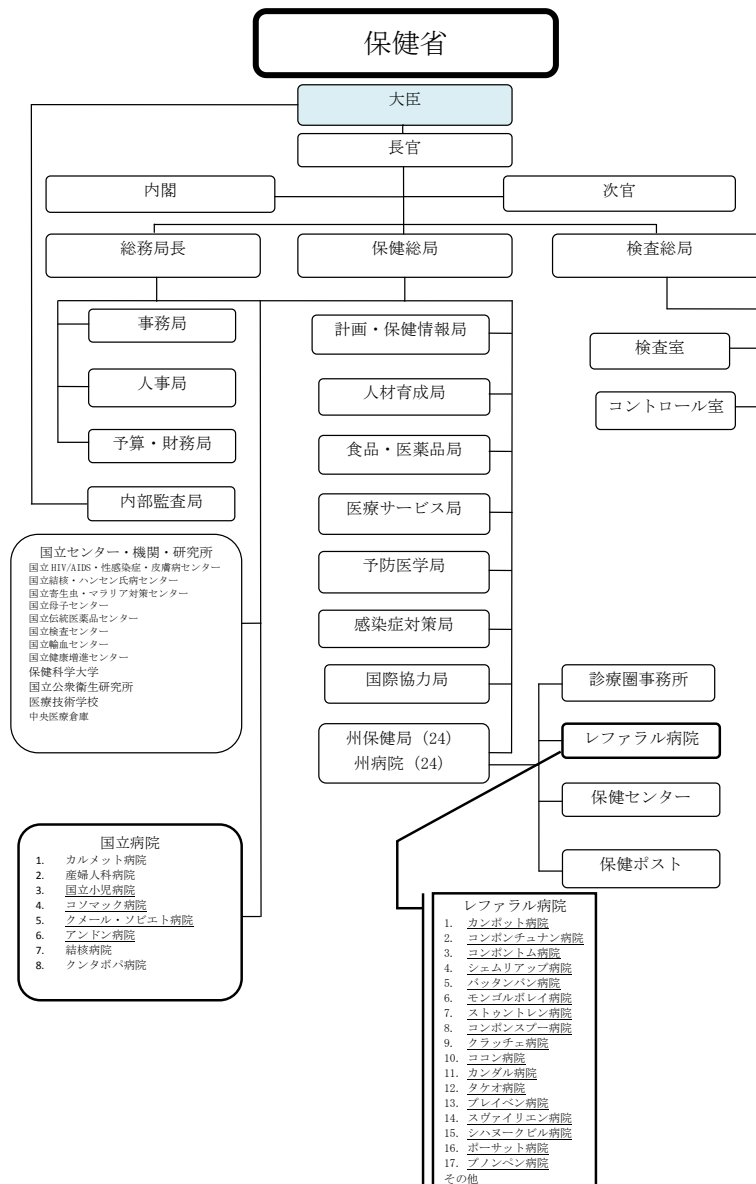 保健省
大臣
長官
内閣
次官
総務局長
保健総局
検査総局
事務局
人事局
予算・財務局
内部監査局
計画・保健情報局
人材育成局
食品・医薬品局
医療サービス局
予防医学局
感染症対策局
国際協力局
州保健局 (24)
州病院 (24)
検査室
コントロール室
国立センター・機関・研究所
国立 HIV/AIDS・性感染症・皮膚病センター
国立結核・ハンセン氏病センター
国立寄生虫・マラリア対策センター
国立母子センター
国立伝統医薬品センター
国立検査センター
国立輸血センター
国立健康増進センター
保健科学大学
国立公衆衛生研究所
医療技術学校
中央医療倉庫
診療圏事務所
レファラル病院
保健センター
保健ポスト
国立病院
1. カルメット病院
2. 産婦人科病院
3. 国立小児病院
4. コソマック病院
5. クメール・ソビエト病院
6. アンドン病院
7. 結核病院
8. クンタボパ病院
レファラル病院
1. カンポット病院
2. コンポンチュナン病院
3. コンポントム病院
4. シェムリアップ病院
5. バッタンバン病院
6. モンゴルボレイ病院
7. ストゥントレン病院
8. コンポンスプー病院
9. クラッチェ病院
10. ココン病院
11. カンダル病院
12. タケオ病院
13. プレイベン病院
14. スヴァイリエン病院
15. シハヌークビル病院
16. ポーサット病院
17. プノンペン病院
その他